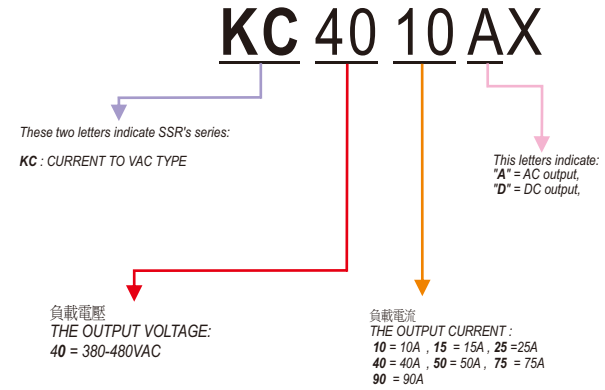 KC 40 10 AX
These two letters indicate SSR's series:
KC : CURRENT TO VAC TYPE
This letters indicate:
"A" = AC output,
"D" = DC output,
負載電壓
THE OUTPUT VOLTAGE:
40 = 380-480VAC
負載電流
THE OUTPUT CURRENT :
10 = 10A , 15 = 15A , 25 =25A
40 = 40A , 50 = 50A , 75 = 75A
90 = 90A